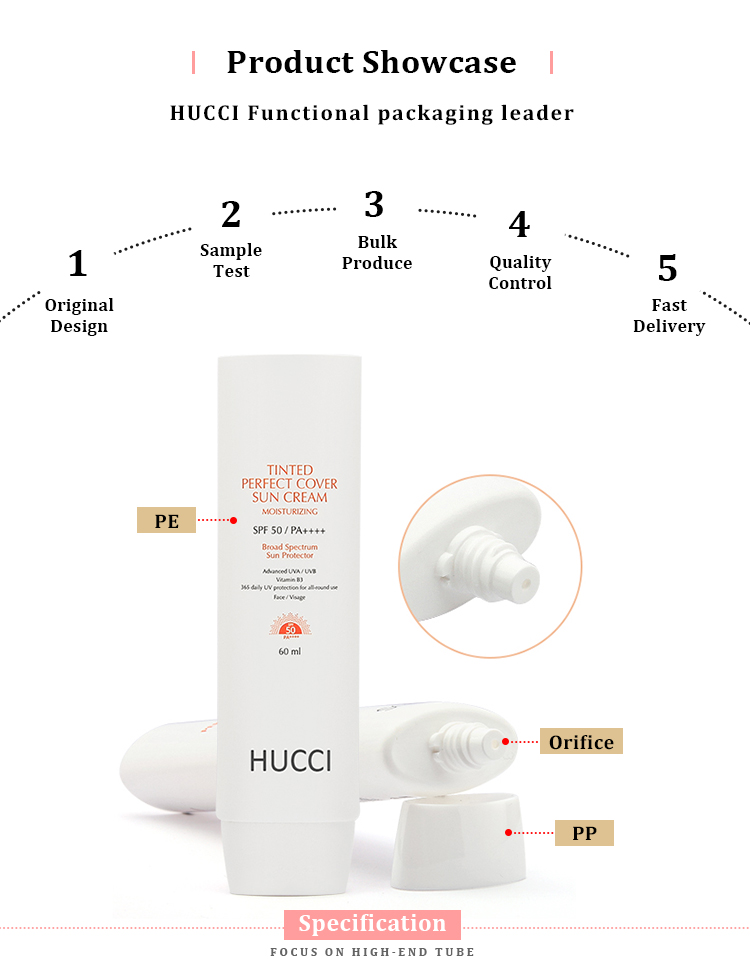 Product Showcase
HUCCI Functional packaging leader
1
Original
Design
2
Sample
Test
3
Bulk
Produce
4
Quality
Control
5
Fast
Delivery
TINTED
PERFECT COVER
SUN CREAM
MOISTURIZING
SPF 50 / PA++++
Broad Spectrum
Sun Protector
Advanced UVA / UVB
Vitamin B3
365 daily UV protection for all-round use
Face / Visage
SPF
50
PA++++
60 ml
HUCCI
PE
Orifice
PP
Specification
FOCUS ON HIGH-END TUBE